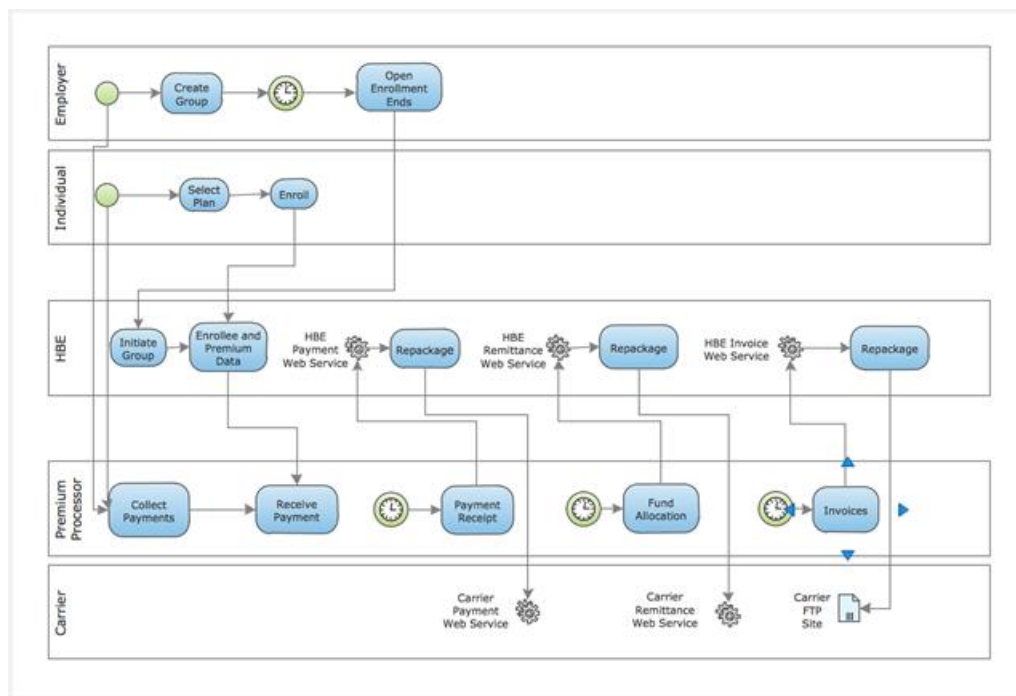 Employer
Create
Group
Open
Enrollment
Ends
Individual
Select
Plan
Enroll
HBE
Initiate
Group
Enrollee and
Premium
Data
HBE
Payment
Web Service
Repackage
HBE
Remittance
Web Service
Repackage
HBE Invoice
Web Service
Repackage
Premium
Processor
Collect
Payments
Receive
Payment
Payment
Receipt
Fund
Allocation
Invoices
Carrier
Carrier
Payment
Web Service
Carrier
Remittance
Web Service
Carrier
FTP
Site